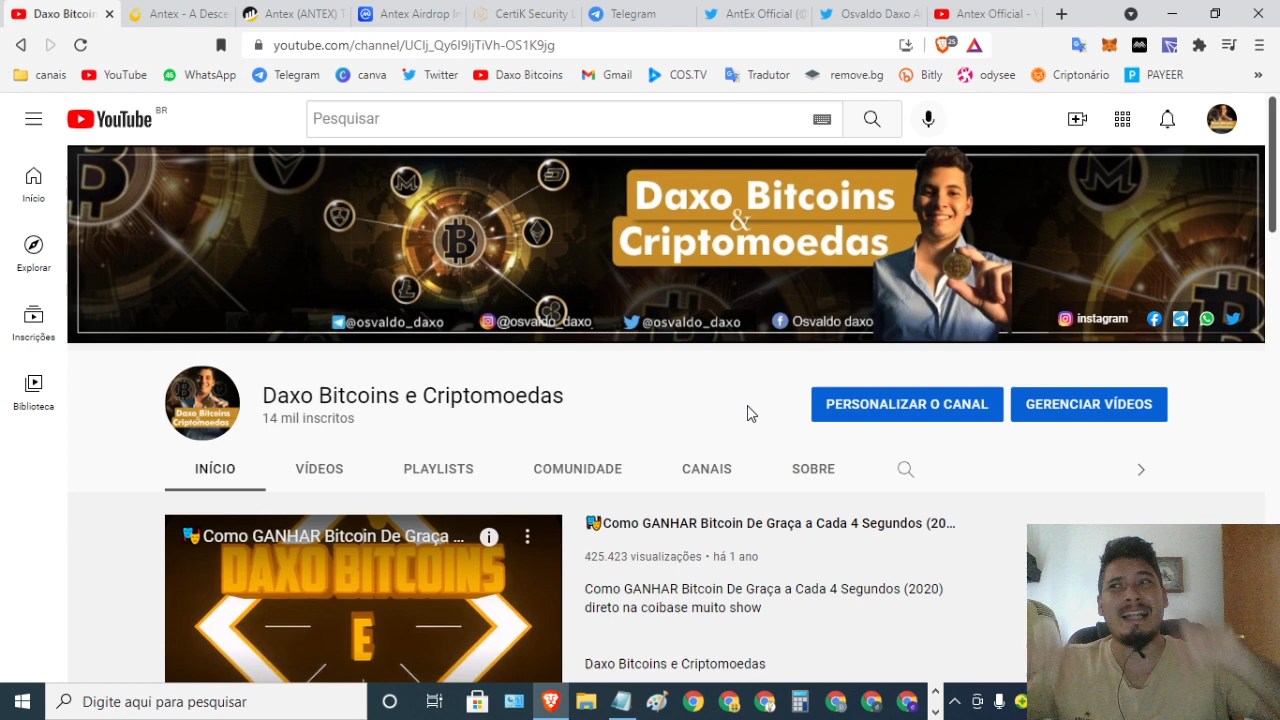 Daxo Bitcoin
Antex - A Desce
Antex (ANTEX) T
Antex Airdrop In
CertiK Security L
Telegram
AntEx Official (@
Osvaldo Daxo A
Antex Official - Y
youtube.com/channel/UCIj_Qy6I9IjTiVh-OS1K9jg
25
canais
YouTube
46
WhatsApp
Telegram
canva
Twitter
Daxo Bitcoins
Gmail
COS.TV
Tradutor
remove.bg
Bitly
odysee
Criptonário
PAYEER
YouTube BR
Pesquisar
Início
Explorar
Inscrições
Biblioteca
Daxo Bitcoins
&
Criptomoedas
@osvaldo_daxo
@osvaldo_daxo
@osvaldo_daxo
Osvaldo daxo
instagram
Daxo Bitcoins e Criptomoedas
14 mil inscritos
PERSONALIZAR O CANAL
GERENCIAR VÍDEOS
INÍCIO
VÍDEOS
PLAYLISTS
COMUNIDADE
CANAIS
SOBRE
Como GANHAR Bitcoin De Graça ...
DAXO BITCOINS
E
Como GANHAR Bitcoin De Graça a Cada 4 Segundos (20...
425.423 visualizações • há 1 ano
Como GANHAR Bitcoin De Graça a Cada 4 Segundos (2020)
direto na coibase muito show
Daxo Bitcoins e Criptomoedas
Digite aqui para pesquisar